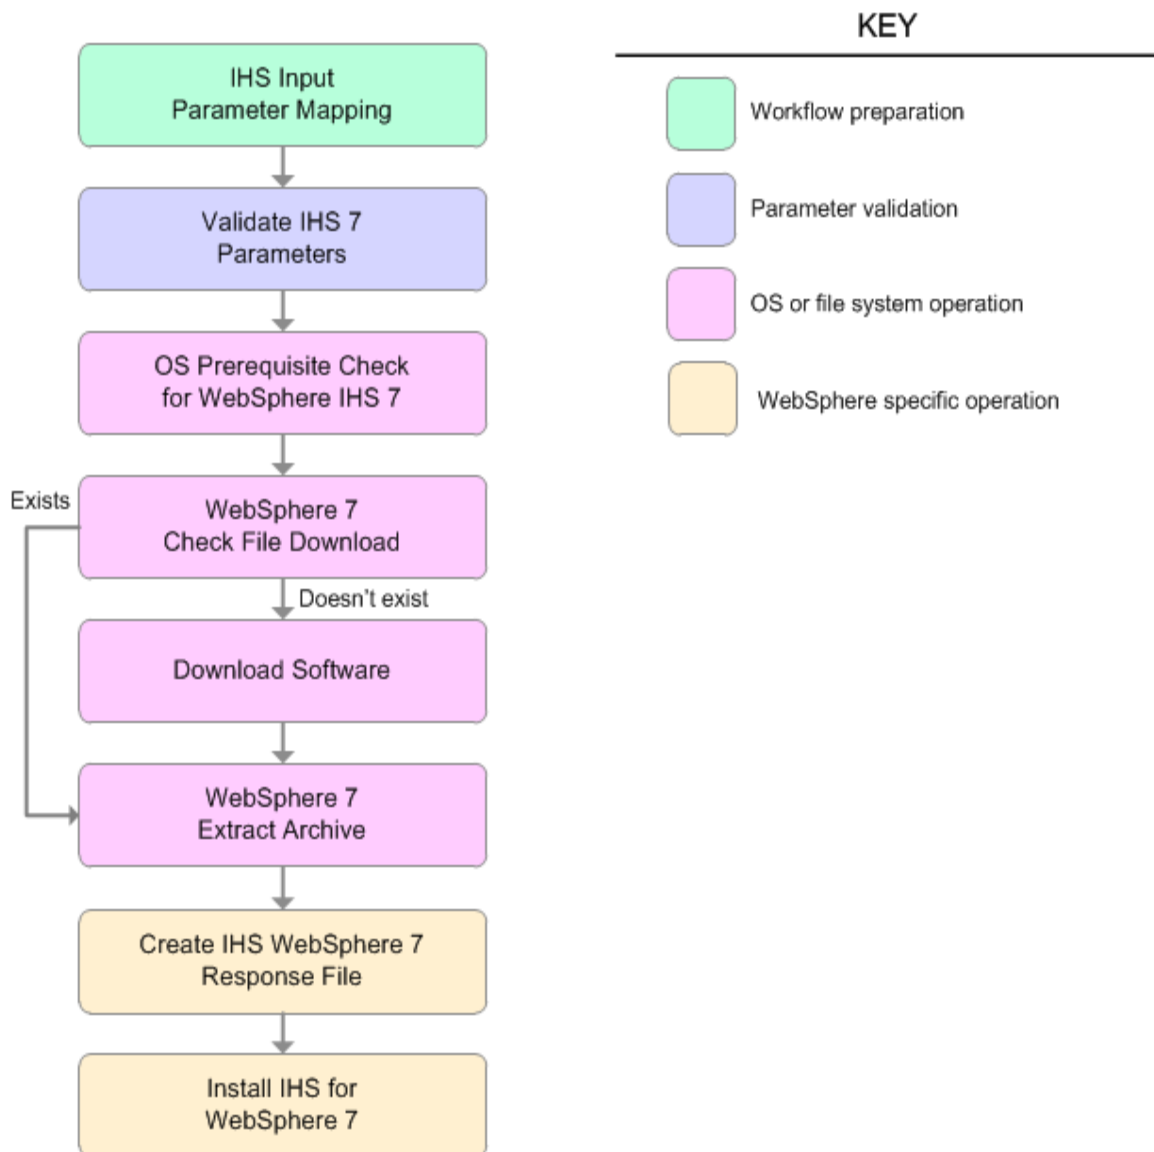 IHS Input
Parameter Mapping
Validate IHS 7
Parameters
OS Prerequisite Check
for WebSphere IHS 7
Exists
WebSphere 7
Check File Download
Doesn't exist
Download Software
WebSphere 7
Extract Archive
Create IHS WebSphere 7
Response File
Install IHS for
WebSphere 7
KEY
Workflow preparation
Parameter validation
OS or file system operation
WebSphere specific operation